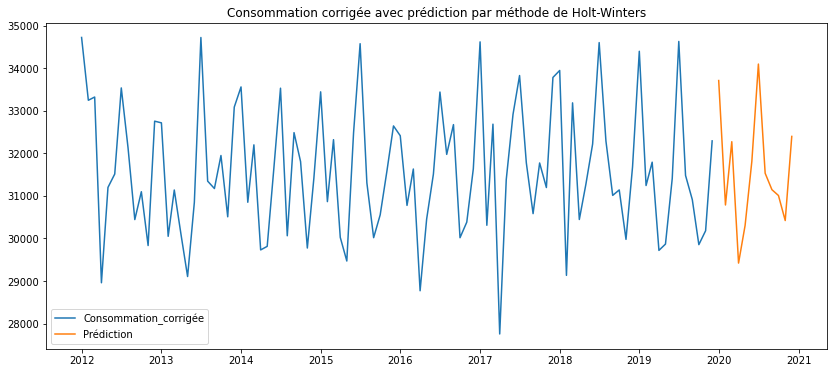 Consommation corrigée avec prédiction par méthode de Holt-Winters
35000
34000
33000
32000
31000
30000
29000
28000
Consommation_corrigée
Prédiction
2012 2013 2014 2015 2016 2017 2018 2019 2020 2021